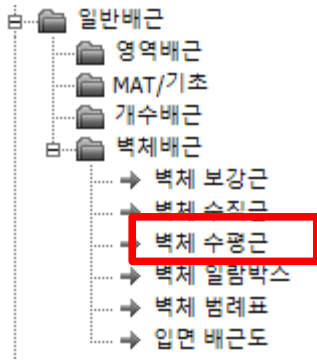 일반배근
영역배근
MAT/기초
개수배근
벽체배근
벽체 보강근
벽체 수직근
벽체 수평근
벽체 일람박스
벽체 범례표
입면 배근도